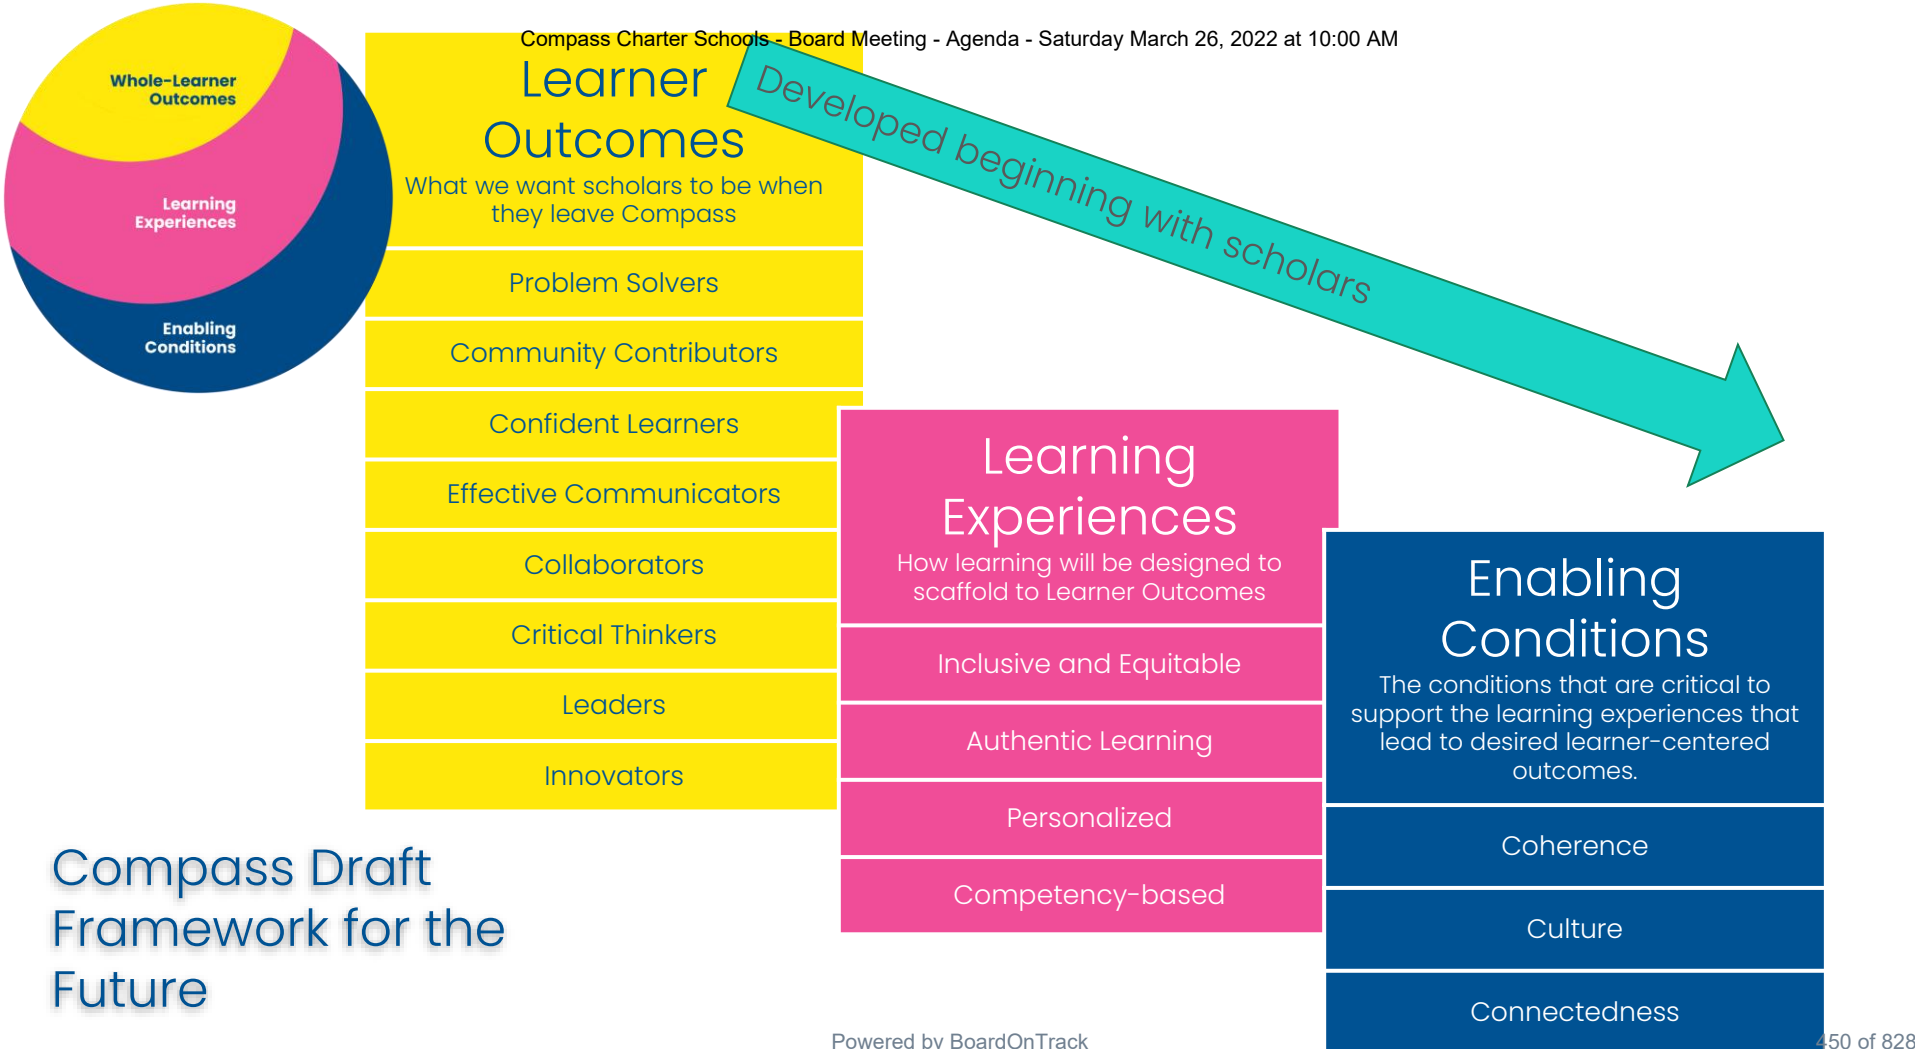 Compass Charter Schools - Board Meeting - Agenda - Saturday March 26, 2022 at 10:00 AM
Whole-Learner
Outcomes
Learning
Experiences
Enabling
Conditions
Learner
Outcomes
What we want scholars to be when
they leave Compass
Problem Solvers
Community Contributors
Confident Learners
Effective Communicators
Collaborators
Critical Thinkers
Leaders
Innovators
Developed beginning with scholars
Learning
Experiences
How learning will be designed to
scaffold to Learner Outcomes
Inclusive and Equitable
Authentic Learning
Personalized
Competency-based
Enabling
Conditions
The conditions that are critical to
support the learning experiences that
lead to desired learner-centered
outcomes.
Coherence
Culture
Connectedness
Compass Draft
Framework for the
Future
Powered by BoardOnTrack
450 of 828